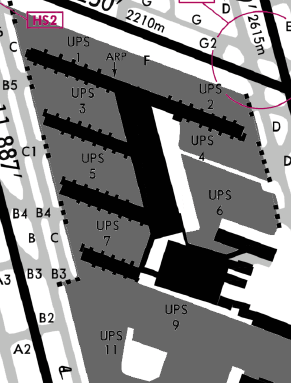 250'
2210m
G
D
2615m
E
HS2
G
G2
C
UPS
1
ARP
F
B5
UPS
3
UPS
2
11,887'
UPS
4
D
C1
UPS
5
D
UPS
6
B4
B4
B
C
UPS
7
A3
B3
B3
UPS
9
B2
UPS
11
A2
A